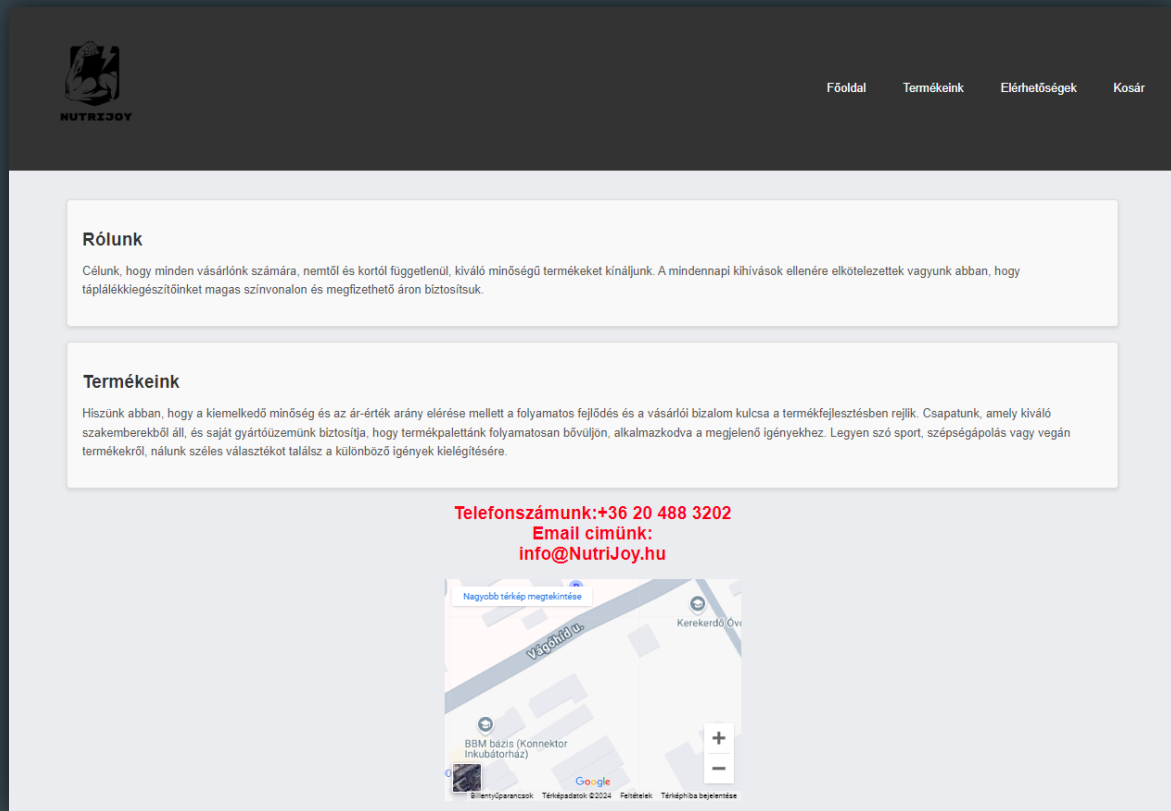 NUTRIJOY
Főoldal Termékeink Elérhetőségek Kosár
Rólunk
Célunk, hogy minden vásárlónk számára, nemtől és kortól függetlenül, kiváló minőségű termékeket kínáljunk. A mindennapi kihívások ellenére elkötelezettek vagyunk abban, hogy
táplálékkiegészítőinket magas színvonalon és megfizethető áron biztosítsuk.
Termékeink
Hiszünk abban, hogy a kiemelkedő minőség és az ár-érték arány elérése mellett a folyamatos fejlődés és a vásárlói bizalom kulcsa a termékfejlesztésben rejlik. Csapatunk, amely kiváló
szakemberekből áll, és saját gyártóüzemünk biztosítja, hogy termékpalettánk folyamatosan bővüljön, alkalmazkodva a megjelenő igényekhez. Legyen szó sport, szépségápolás vagy vegán
termékekről, nálunk széles választékot találsz a különböző igények kielégítésére.
Telefonszámunk:+36 20 488 3202
Email cimünk:
info@NutriJoy.hu
Nagyobb térkép megtekintése
Kerekerdő Óv
Vágóhíd u.
BBM bázis (Konnektor
Inkubátorház)
Google
Billentyűparancsok Térképadatok ©2024 Feltételek Térképhiba bejelentése